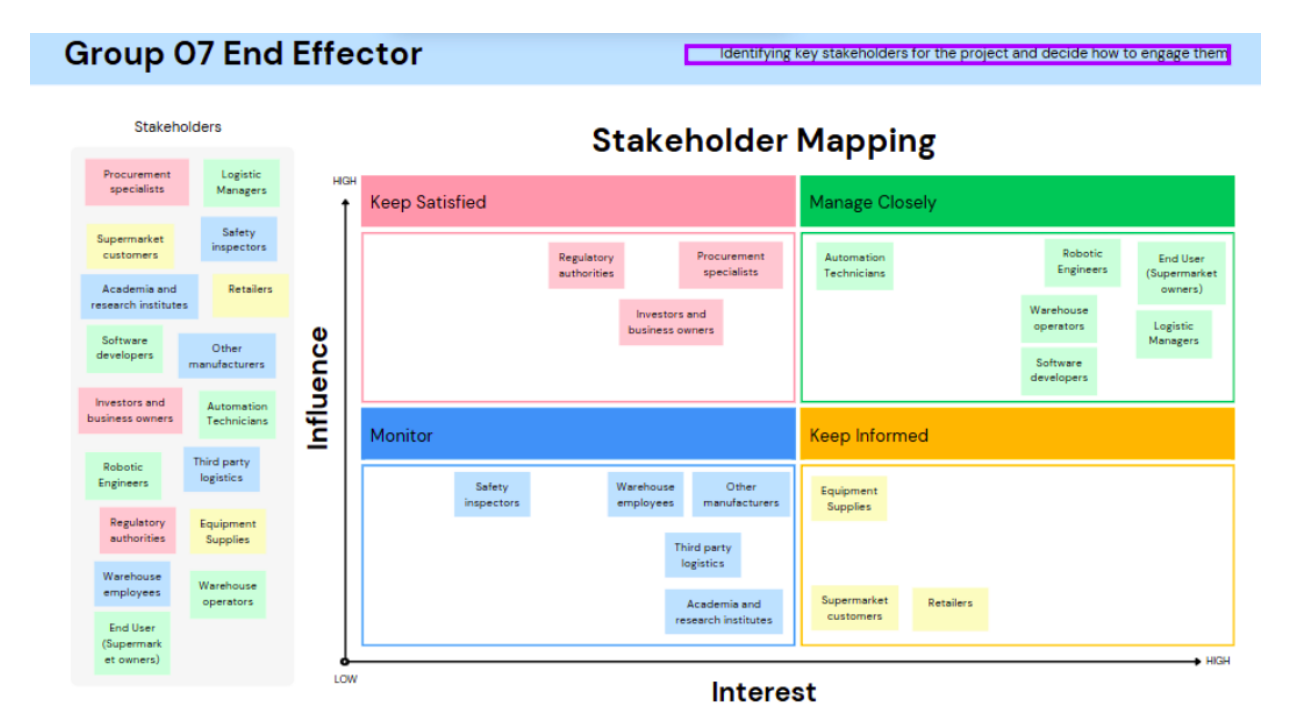 Group 07 End Effector
Identifying key stakeholders for the project and decide how to engage them
Stakeholders
Procurement
specialists
Logistic
Managers
Supermarket
customers
Safety
inspectors
Academia and
research institutes
Retailers
Software
developers
Other
manufacturers
Investors and
business owners
Automation
Technicians
Robotic
Engineers
Third party
logistics
Regulatory
authorities
Equipment
Supplies
Warehouse
employees
Warehouse
operators
End User
(Supermark
et owners)
Stakeholder Mapping
HIGH
Influence
Keep Satisfied
Regulatory
authorities
Procurement
specialists
Investors and
business owners
Manage Closely
Automation
Technicians
Robotic
Engineers
End User
(Supermarket
owners)
Warehouse
operators
Logistic
Managers
Software
developers
Monitor
Safety
inspectors
Warehouse
employees
Other
manufacturers
Third party
logistics
Academia and
research institutes
Keep Informed
Equipment
Supplies
Supermarket
customers
Retailers
LOW
HIGH
Interest